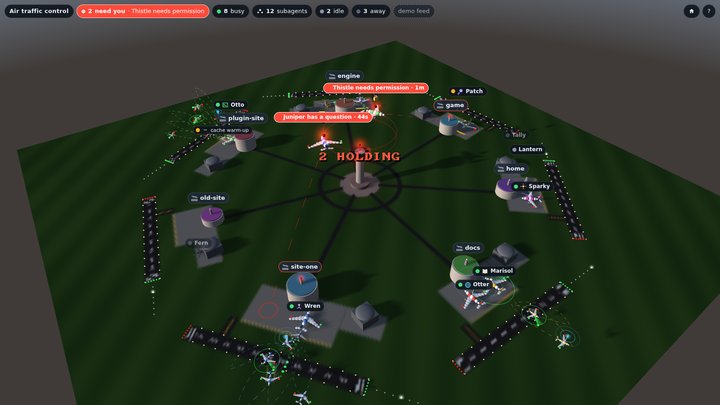 Air traffic control
2 need you · Thistle needs permission
8 busy
12 subagents
2 idle
3 away
demo feed
?
engine
Thistle needs permission · 1m
Patch
Otto
game
plugin-site
Juniper has a question · 44s
cache warm-up
Tally
Lantern
2 HOLDING
home
Sparky
old-site
Fern
docs
site-one
Marisol
Otter
Wren